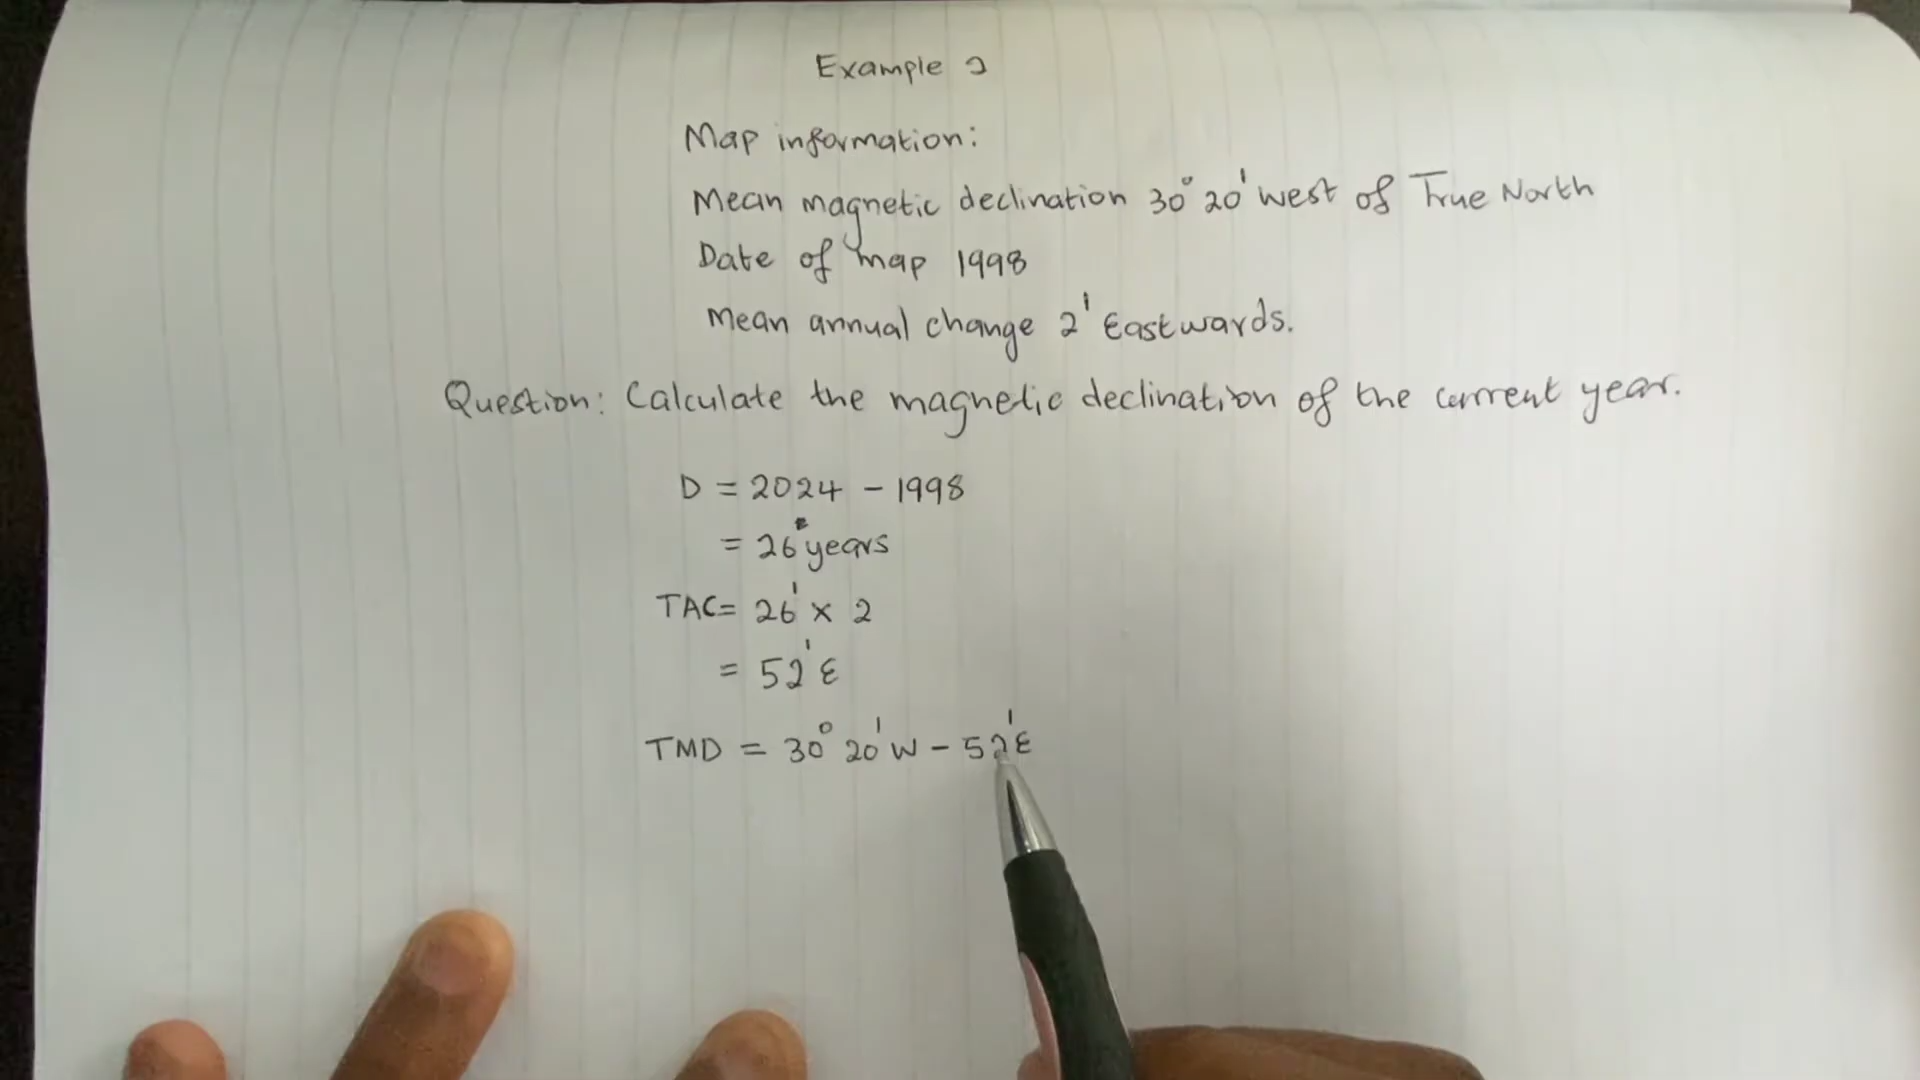 Example 2
Map information:
Mean magnetic declination 30° 20' west of True North
Date of map 1998
Mean annual change 2' Eastwards.
Question: Calculate the magnetic declination of the current year.
D = 2024 - 1998
= 26 years
TAC = 26' × 2
= 52' E
TMD = 30° 20' W - 52' E